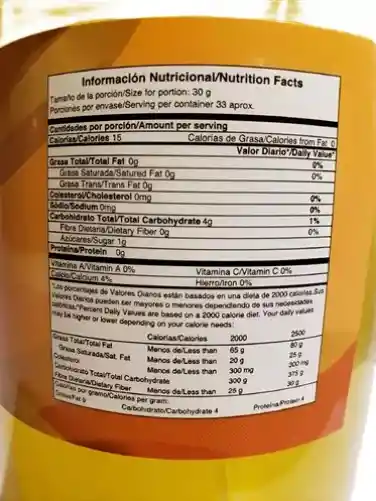 Información Nutricional/Nutrition Facts
Tamaño de la porción/Size for portion: 30 g
Porciones por envase/Serving per container 33 aprox.
Cantidades por porción/Amount per serving
Calorías/Calories 15 Calorías de Grasa/Calories from Fat 0
Valor Diario*/Daily Value*
Grasa Total/Total Fat 0g 0%
Grasa Saturada/Satured Fat 0g 0%
Grasa Trans/Trans Fat 0g
Colesterol/Cholesterol 0mg 0%
Sodio/Sodium 0mg 0%
Carbohidrato Total/Total Carbohydrate 4g 1%
Fibra Dietaria/Dietary Fiber 0g 0%
Azúcares/Sugar 1g
Proteína/Protein 0g
Vitamina A/Vitamin A 0% Vitamina C/Vitamin C 0%
Calcio/Calcium 4% Hierro/Iron 0%
*Los porcentajes de Valores Diarios están basados en una dieta de 2000 calorías. Sus
Valores Diarios pueden ser mayores o menores dependiendo de sus necesidades
calóricas.*Percent Daily Values are based on a 2000 calorie diet. Your daily values
may be higher or lower depending on your calorie needs:
Calorías/Calories 2000 2500
Grasa Total/Total Fat Menos de/Less than 65 g 80 g
Grasa Saturada/Sat. Fat Menos de/Less than 20 g 25 g
Colesterol Menos de/Less than 300 mg 300 mg
Carbohidrato Total/Total Carbohydrate 300 g 375 g
Fibra Dietaria/Dietary Fiber Menos de/Less than 25 g 30 g
Calorías por gramo/Calories per gram:
Grasa/Fat 9 Carbohidrato/Carbohydrate 4 Proteína/Protein 4